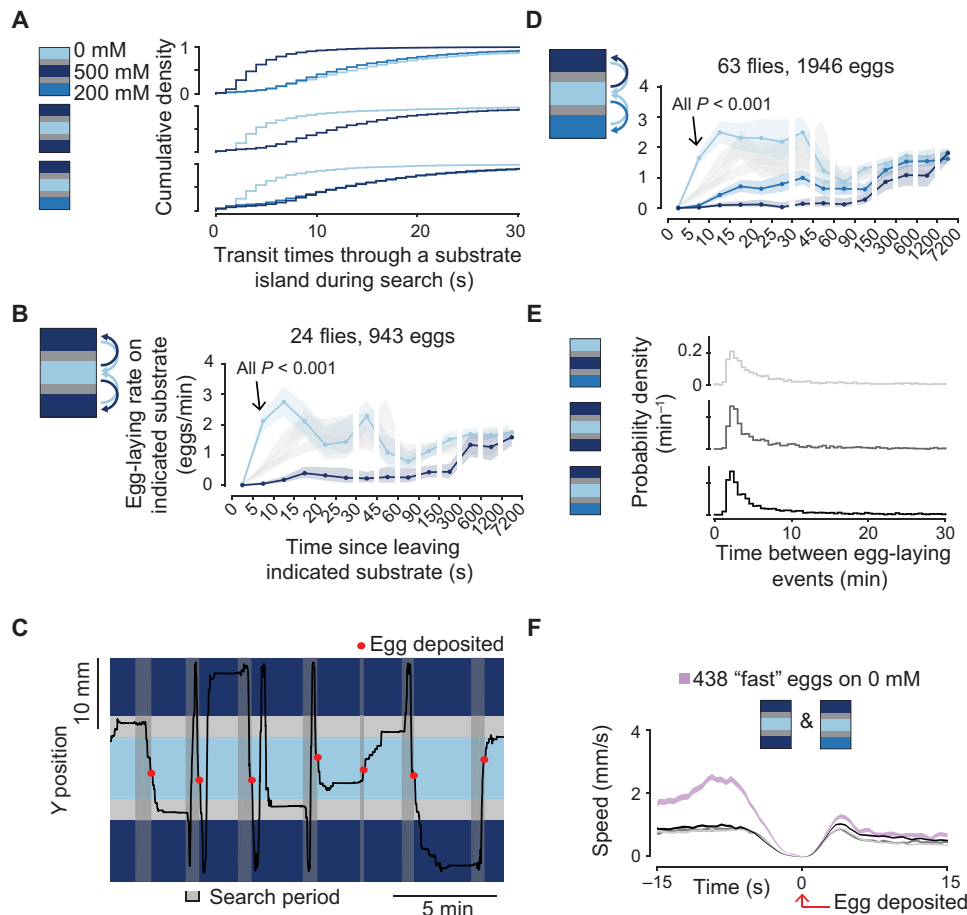 A
0 mM
500 mM
200 mM
Cumulative density
1
0
0
10
20
30
Transit times through a substrate
island during search (s)
B
24 flies, 943 eggs
All P < 0.001
Egg-laying rate on
indicated substrate
(eggs/min)
4
3
2
1
0
0
5
10
15
20
25
30
45
60
90
150
300
600
1200
7200
Time since leaving
indicated substrate (s)
C
Egg deposited
10 mm
Y position
Search period
5 min
D
63 flies, 1946 eggs
All P < 0.001
4
3
2
1
0
0
5
10
15
20
25
30
45
60
90
150
300
600
1200
7200
E
Probability density
(min⁻¹)
0.2
0
0
10
20
30
Time between egg-laying
events (min)
F
438 "fast" eggs on 0 mM
&
Speed (mm/s)
4
2
0
−15
0
15
Time (s)
Egg deposited